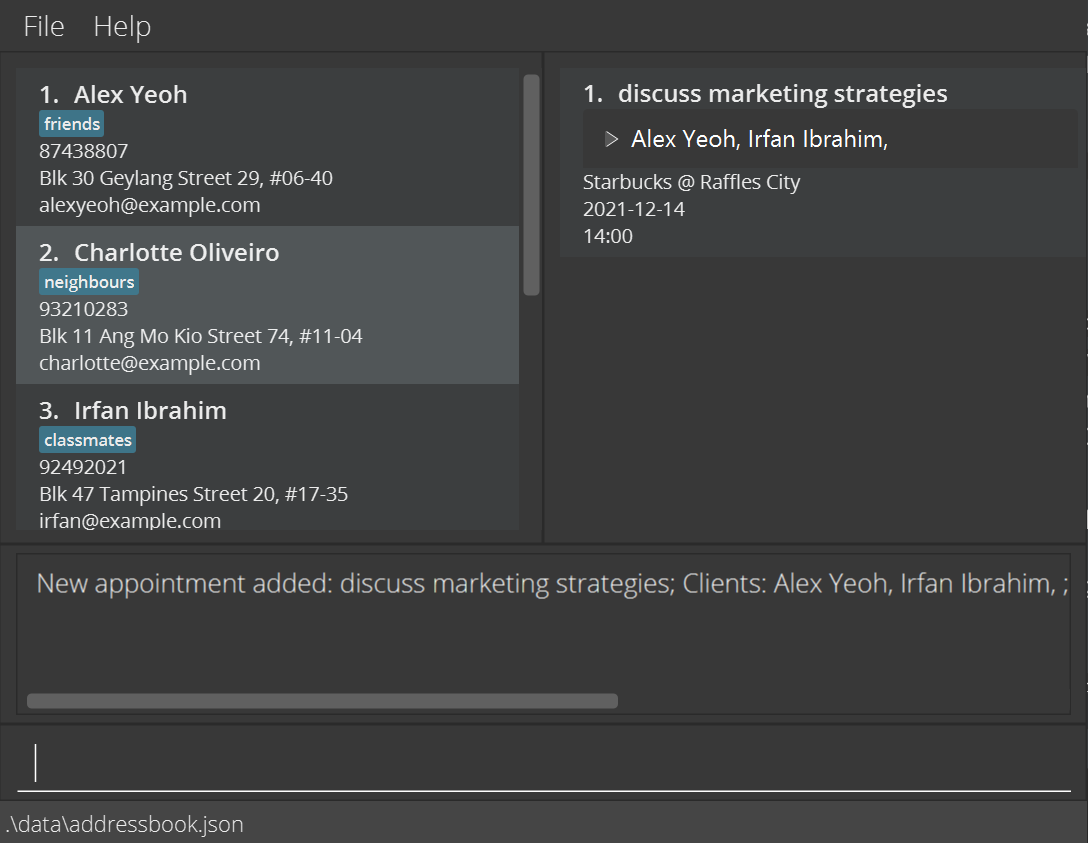 File Help
1. Alex Yeoh
friends
87438807
Blk 30 Geylang Street 29, #06-40
alexyeoh@example.com
2. Charlotte Oliveiro
neighbours
93210283
Blk 11 Ang Mo Kio Street 74, #11-04
charlotte@example.com
3. Irfan Ibrahim
classmates
92492021
Blk 47 Tampines Street 20, #17-35
irfan@example.com
1. discuss marketing strategies
Alex Yeoh, Irfan Ibrahim,
Starbucks @ Raffles City
2021-12-14
14:00
New appointment added: discuss marketing strategies; Clients: Alex Yeoh, Irfan Ibrahim, ;
.\data\addressbook.json